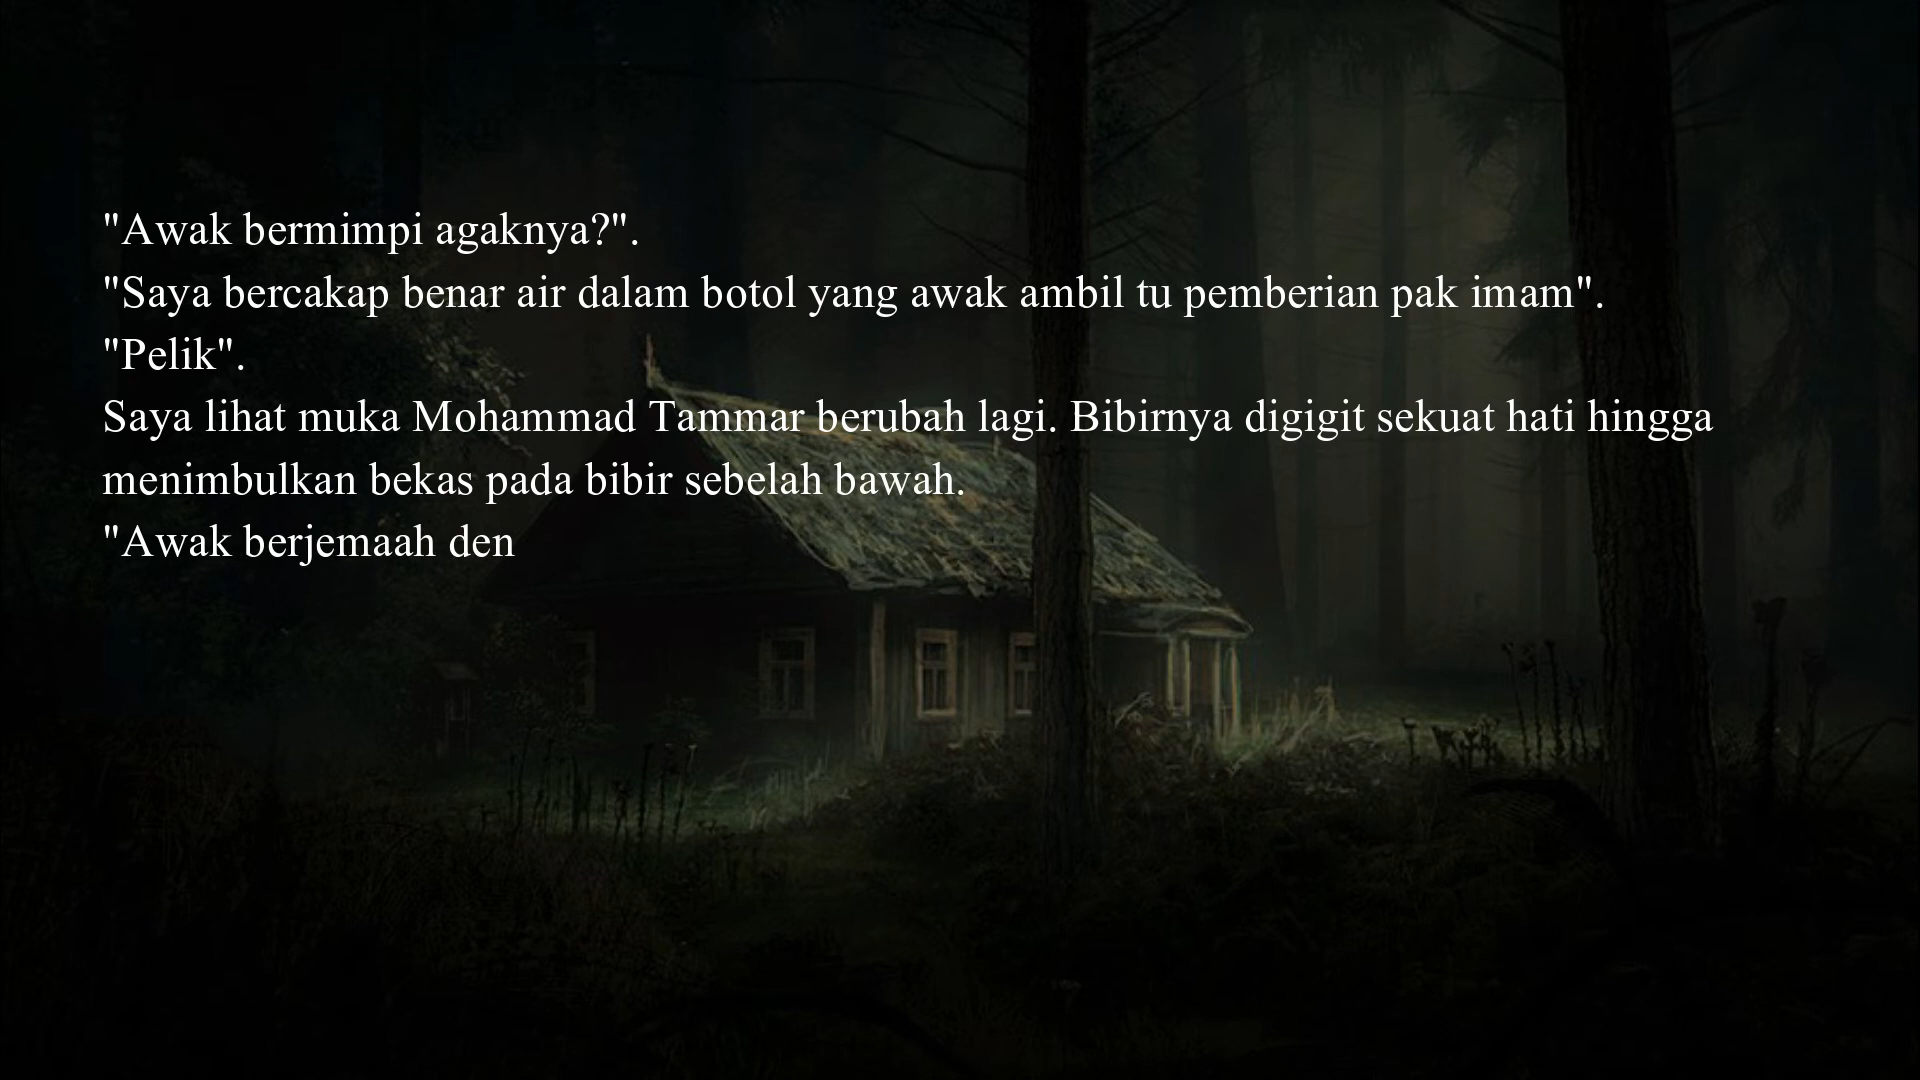 "Awak bermimpi agaknya?".
"Saya bercakap benar air dalam botol yang awak ambil tu pemberian pak imam".
"Pelik".
Saya lihat muka Mohammad Tammar berubah lagi. Bibirnya digigit sekuat hati hingga
menimbulkan bekas pada bibir sebelah bawah.
"Awak berjemaah den